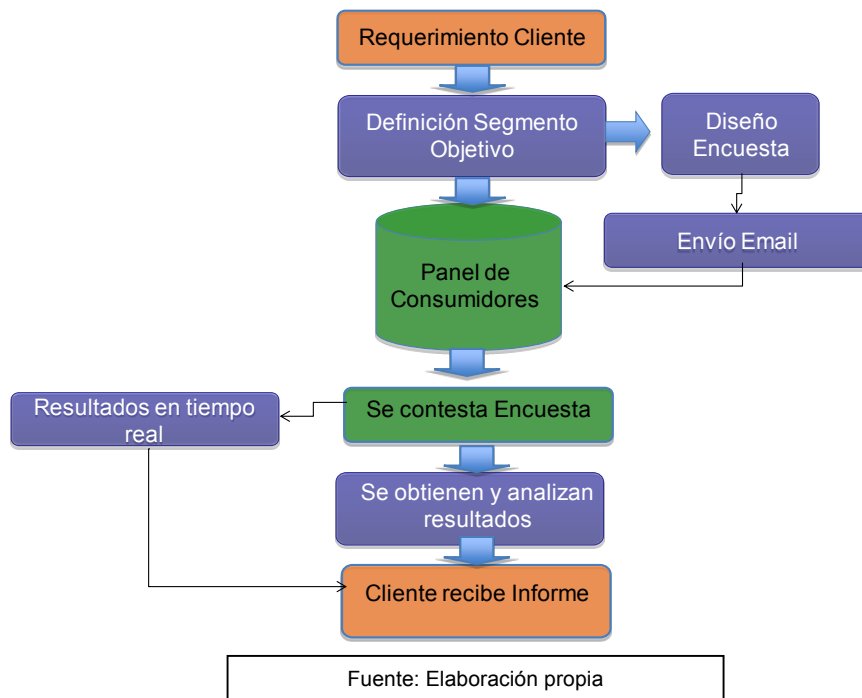 Requerimiento Cliente
Definición Segmento
Objetivo
Diseño
Encuesta
Envío Email
Panel de
Consumidores
Resultados en tiempo
real
Se contesta Encuesta
Se obtienen y analizan
resultados
Cliente recibe Informe
Fuente: Elaboración propia